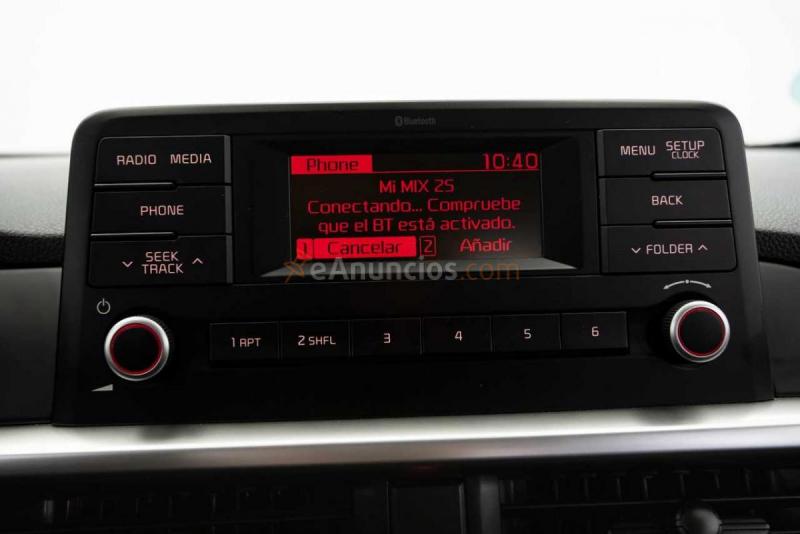 Bluetooth
RADIO MEDIA
PHONE
SEEK
TRACK
Phone 10:40
Mi MIX 2S
Conectando... Compruebe
que el BT está activado.
1 Cancelar 2 Añadir
MENU SETUP
CLOCK
BACK
FOLDER
1 RPT
2 SHFL
3
4
5
6
eAnuncios.com